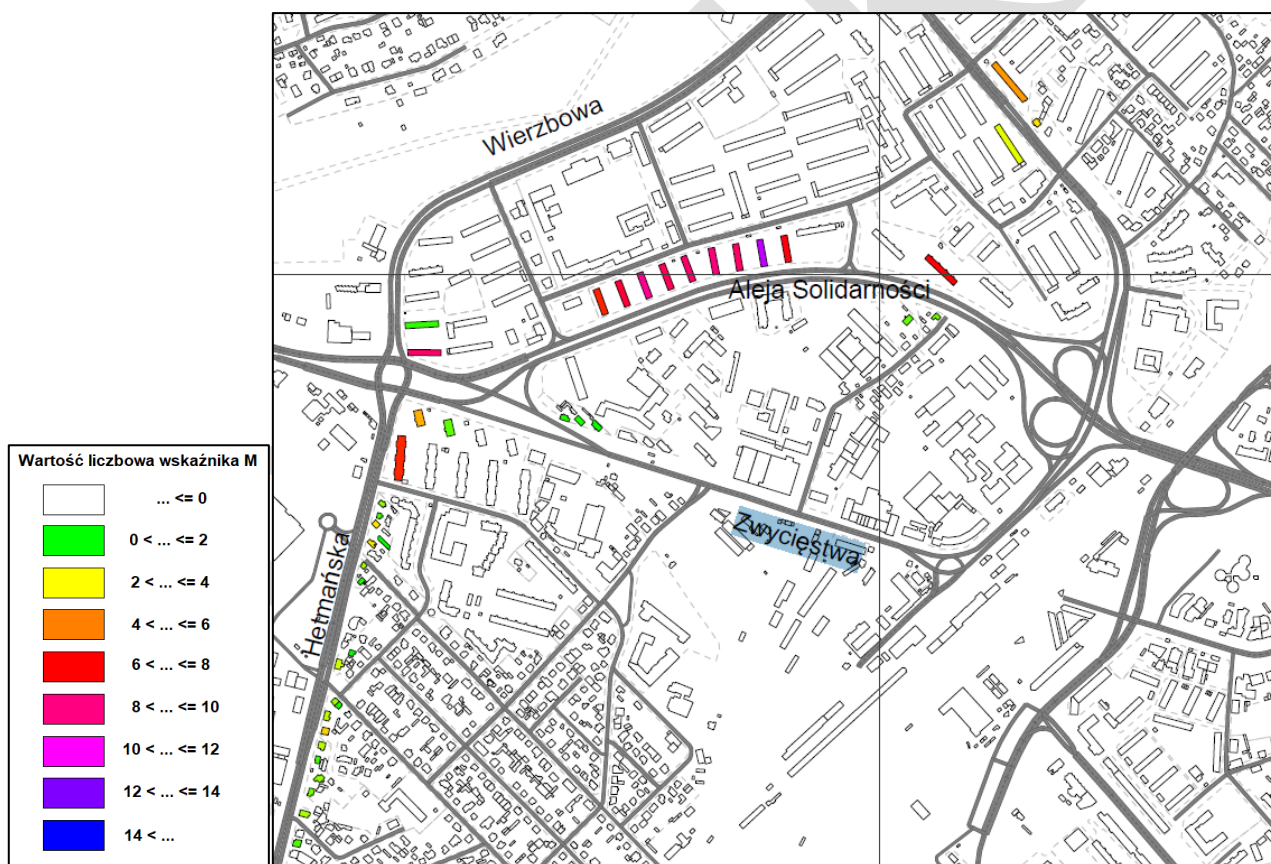 Wierzbowa
Aleja Solidarności
Zwycięstwa
Hetmańska
Wartość liczbowa wskaźnika M
... <= 0
0 < ... <= 2
2 < ... <= 4
4 < ... <= 6
6 < ... <= 8
8 < ... <= 10
10 < ... <= 12
12 < ... <= 14
14 < ...